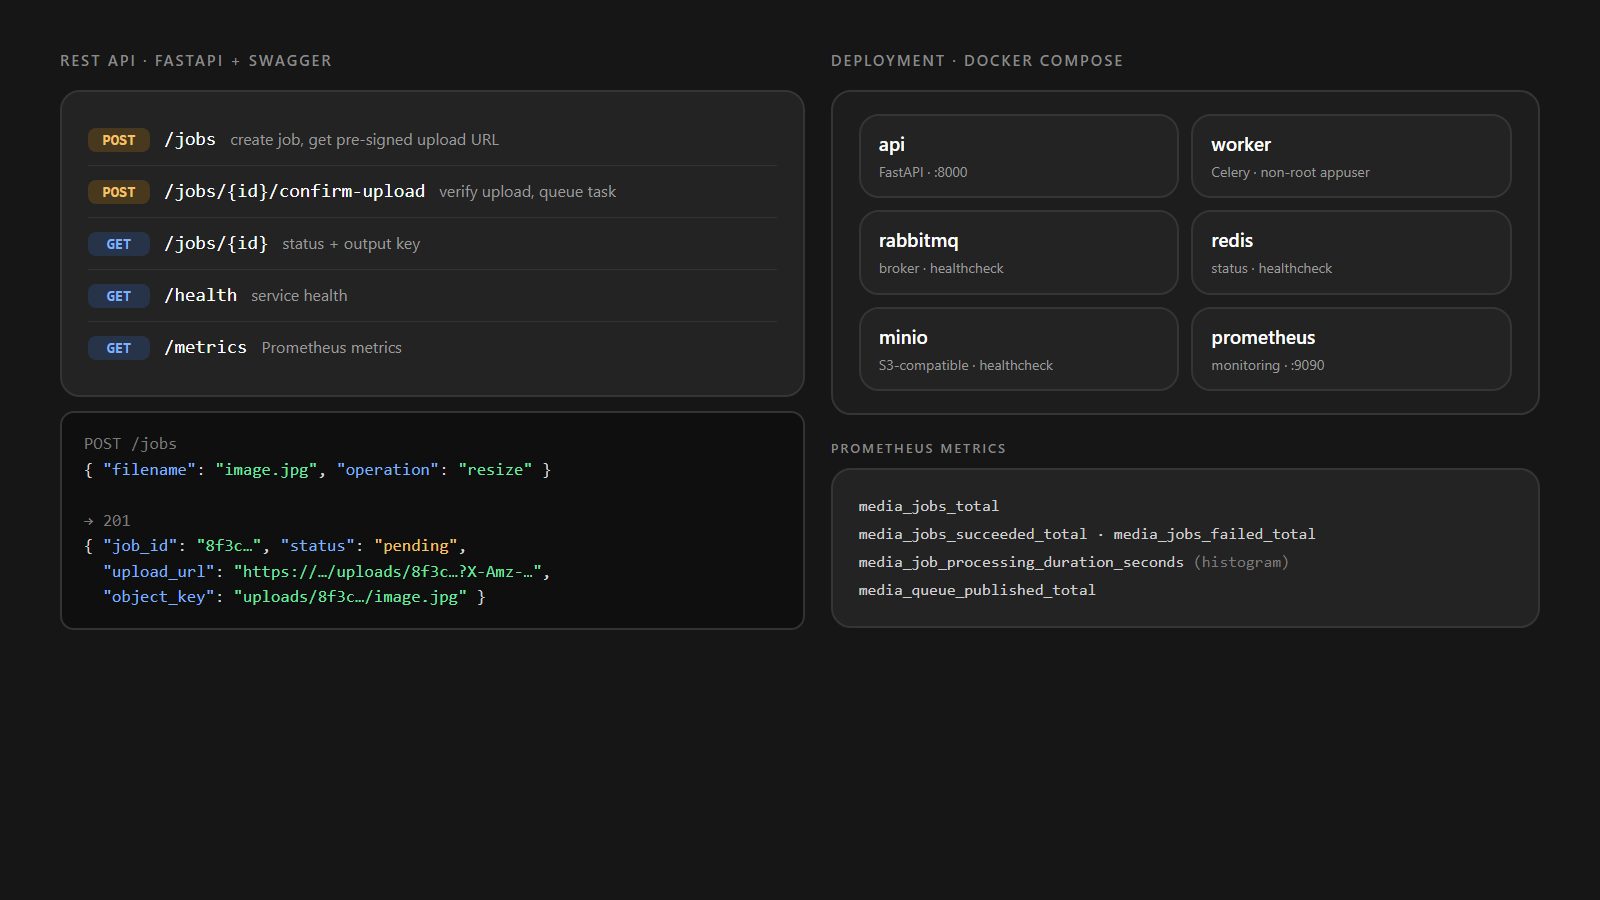 REST API · FASTAPI + SWAGGER
POST /jobs create job, get pre-signed upload URL
POST /jobs/{id}/confirm-upload verify upload, queue task
GET /jobs/{id} status + output key
GET /health service health
GET /metrics Prometheus metrics
POST /jobs
{ "filename": "image.jpg", "operation": "resize" }
→ 201
{ "job_id": "8f3c…", "status": "pending",
"upload_url": "https://…/uploads/8f3c…?X-Amz-…",
"object_key": "uploads/8f3c…/image.jpg" }
DEPLOYMENT · DOCKER COMPOSE
api
FastAPI · :8000
worker
Celery · non-root appuser
rabbitmq
broker · healthcheck
redis
status · healthcheck
minio
S3-compatible · healthcheck
prometheus
monitoring · :9090
PROMETHEUS METRICS
media_jobs_total
media_jobs_succeeded_total · media_jobs_failed_total
media_job_processing_duration_seconds (histogram)
media_queue_published_total